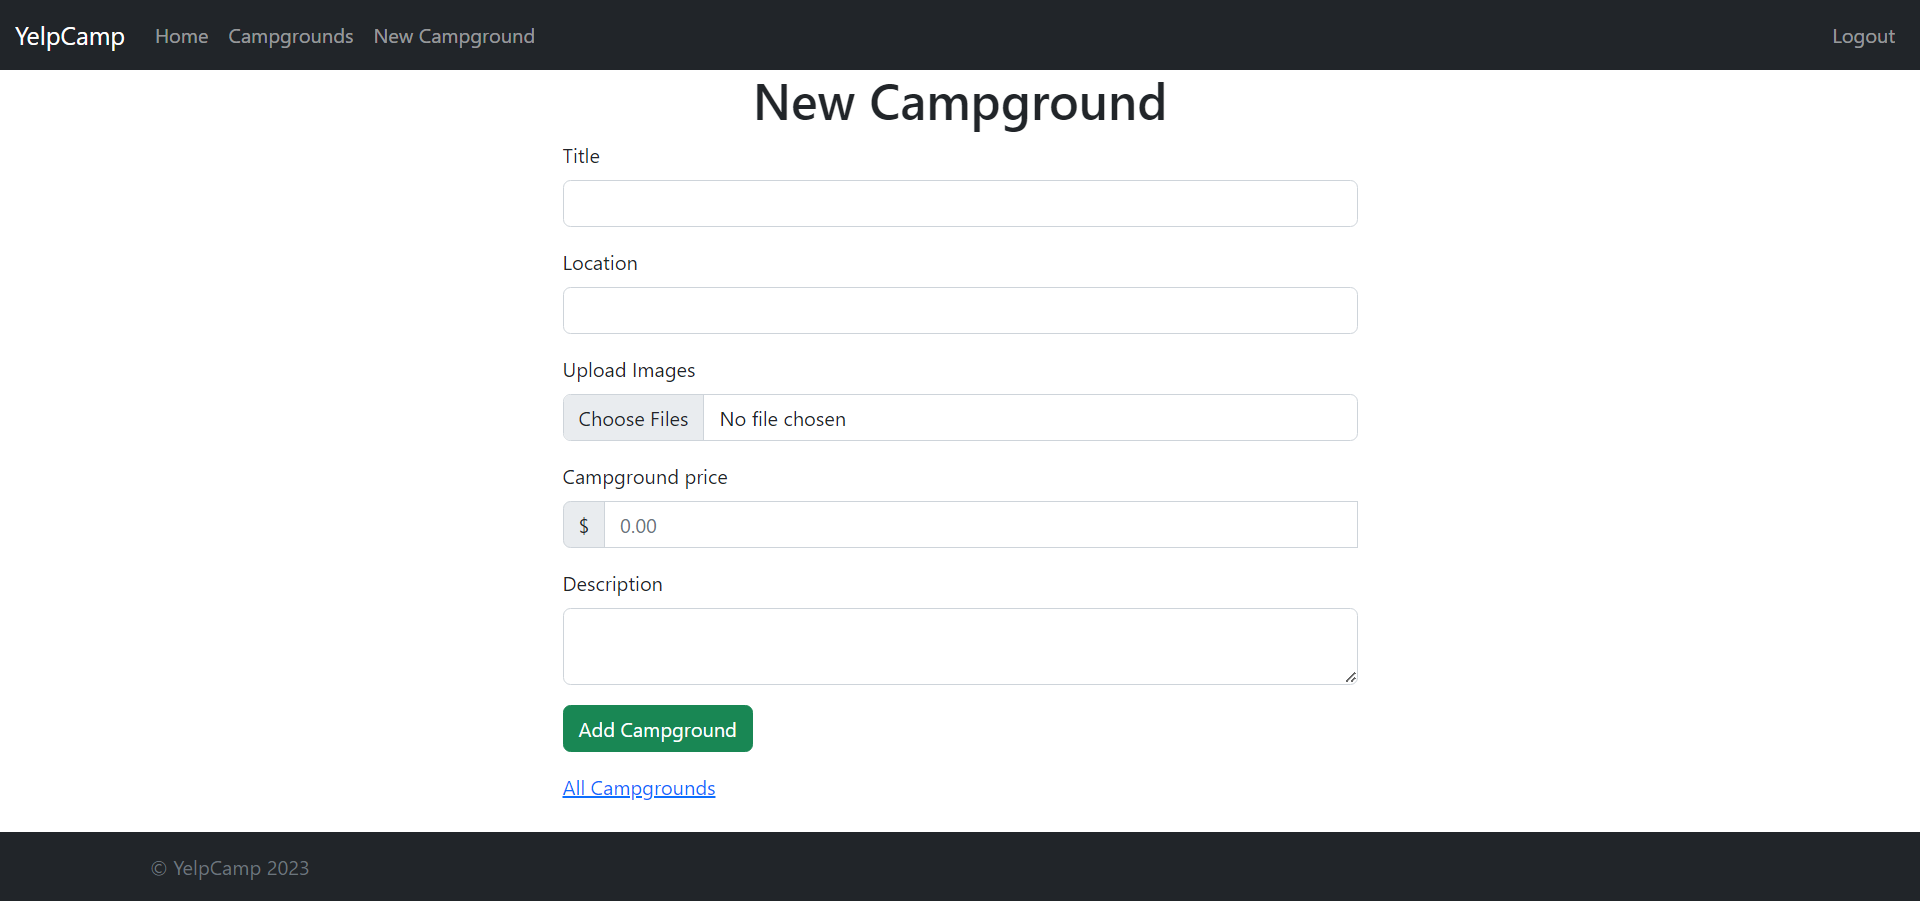 YelpCamp Home Campgrounds New Campground Logout
New Campground
Title
Location
Upload Images
Choose Files No file chosen
Campground price
$ 0.00
Description
Add Campground
All Campgrounds
© YelpCamp 2023